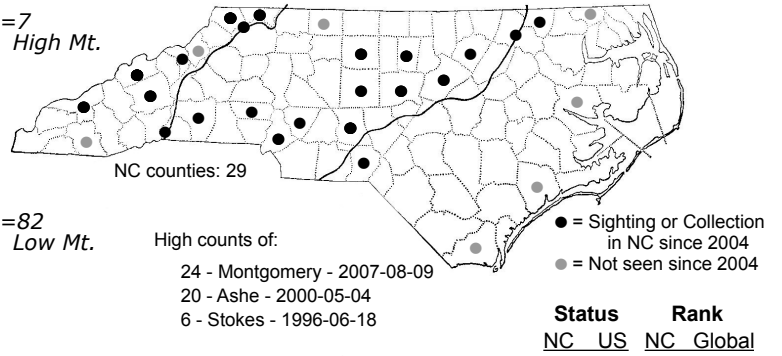 =7
High Mt.
NC counties: 29
=82
Low Mt.
High counts of:
24 - Montgomery - 2007-08-09
20 - Ashe - 2000-05-04
6 - Stokes - 1996-06-18
= Sighting or Collection
in NC since 2004
= Not seen since 2004
Status Rank
NC US NC Global